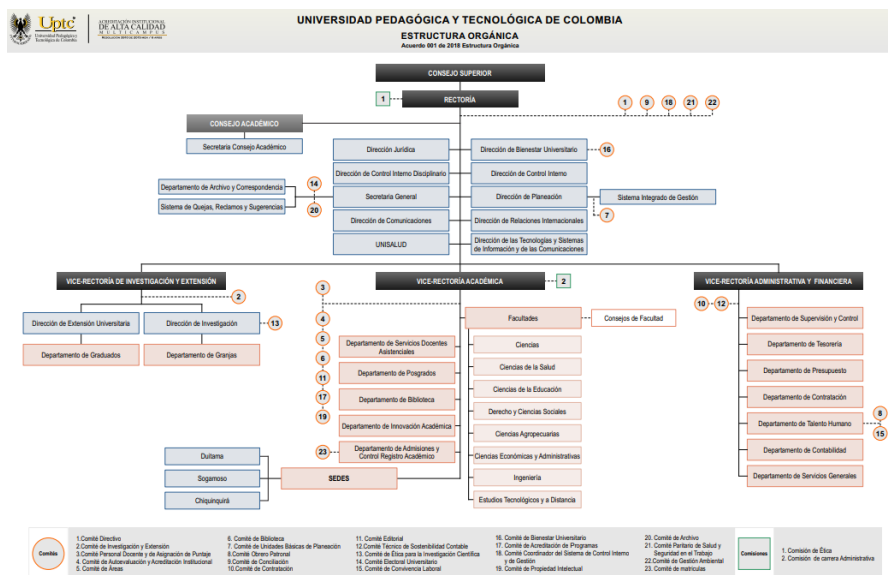 Uptc
Universidad Pedagógica y
Tecnológica de Colombia
ACREDITACIÓN INSTITUCIONAL
DE ALTA CALIDAD
MULTICAMPUS
UNIVERSIDAD PEDAGÓGICA Y TECNOLÓGICA DE COLOMBIA
ESTRUCTURA ORGÁNICA
Acuerdo 001 de 2018 Estructura Orgánica
CONSEJO SUPERIOR
1
RECTORÍA
1 9 18 21 22
CONSEJO ACADÉMICO
Secretaria Consejo Académico
Dirección Jurídica
Dirección de Bienestar Universitario
16
Dirección de Control Interno Disciplinario
Dirección de Control Interno
Departamento de Archivo y Correspondencia
14
Secretaria General
Dirección de Planeación
Sistema Integrado de Gestión
Sistema de Quejas, Reclamos y Sugerencias
20
7
Dirección de Comunicaciones
Dirección de Relaciones Internacionales
UNISALUD
Dirección de las Tecnologías y Sistemas
de Información y de las Comunicaciones
VICE-RECTORÍA DE INVESTIGACIÓN Y EXTENSIÓN
VICE-RECTORÍA ACADÉMICA
2
VICE-RECTORÍA ADMINISTRATIVA Y FINANCIERA
2
Dirección de Extensión Universitaria
Dirección de Investigación
13
Departamento de Graduados
Departamento de Granjas
3
4
5
6
11
17
19
23
Departamento de Servicios Docentes
Asistenciales
Departamento de Posgrados
Departamento de Biblioteca
Departamento de Innovación Académica
Departamento de Admisiones y
Control Registro Académico
Facultades
Consejos de Facultad
Ciencias
Ciencias de la Salud
Ciencias de la Educación
Derecho y Ciencias Sociales
Ciencias Agropecuarias
Ciencias Económicas y Administrativas
Ingeniería
Estudios Tecnológicos y a Distancia
10 12
Departamento de Supervisión y Control
Departamento de Tesorería
Departamento de Presupuesto
Departamento de Contratación
Departamento de Talento Humano
8
15
Departamento de Contabilidad
Departamento de Servicios Generales
Duitama
Sogamoso
Chiquinquirá
SEDES
Comités
1.Comité Directivo
2.Comité de Investigación y Extensión
3.Comité Personal Docente y de Asignación de Puntaje
4. Comité de Autoevaluación y Acreditación Institucional
5. Comité de Áreas
6. Comité de Biblioteca
7. Comité de Unidades Básicas de Planeación
8.Comité Obrero Patronal
9.Comité de Conciliación
10.Comité de Contratación
11. Comité Editorial
12.Comité Técnico de Sostenibilidad Contable
13. Comité de Ética para la Investigación Científica
14. Comité Electoral Universitario
15. Comité de Convivencia Laboral
16. Comité de Bienestar Universitario
17. Comité de Acreditación de Programas
18. Comité Coordinador del Sistema de Control Interno
y de Gestión
19. Comité de Propiedad Intelectual
20. Comité de Archivo
21. Comité Paritario de Salud y
Seguridad en el Trabajo
22.Comité de Gestión Ambiental
23. Comité de matrículas
Comisiones
1. Comisión de Ética
2. Comisión de carrera Administrativa